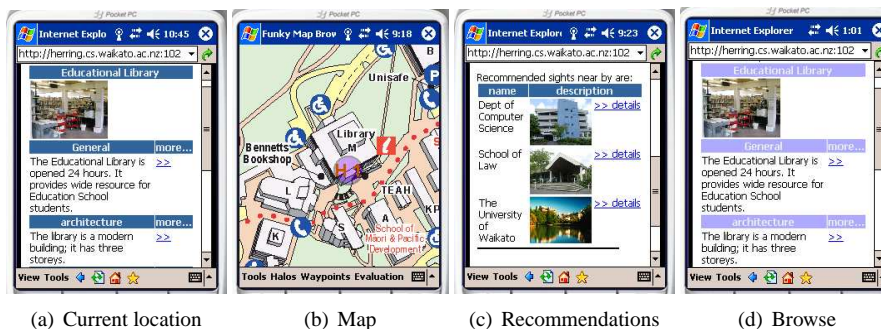 Pocket PC
Internet Explo 10:45
http://herring.cs.waikato.ac.nz:102
Educational Library
General more...
The Educational Library is
opened 24 hours. It
provides wide resource for
Education School
students.
>>
architecture more...
The library is a modern
building; it has three
storeys.
>>
View Tools
(a) Current location
Pocket PC
Funky Map Brow 9:18
B
Unisafe
P
Library
M
Bennetts
Bookshop
L
TEAH
KP
A
S
K
School of
Māori & Pacific
Development
Tools Halos Waypoints Evaluation
(b) Map
Pocket PC
Internet Explor 9:23
http://herring.cs.waikato.ac.nz:102
Recommended sights near by are:
name description
Dept of
Computer
Science
>> details
School of
Law
>> details
The
University
of
Waikato
>> details
View Tools
(c) Recommendations
Pocket PC
Internet Explorer 1:01
http://herring.cs.waikato.ac.nz:102
Educational Library
General more...
The Educational Library is
opened 24 hours. It
provides wide resource for
Education School
students.
>>
architecture more...
The library is a modern
building; it has three
storeys.
>>
View Tools
(d) Browse